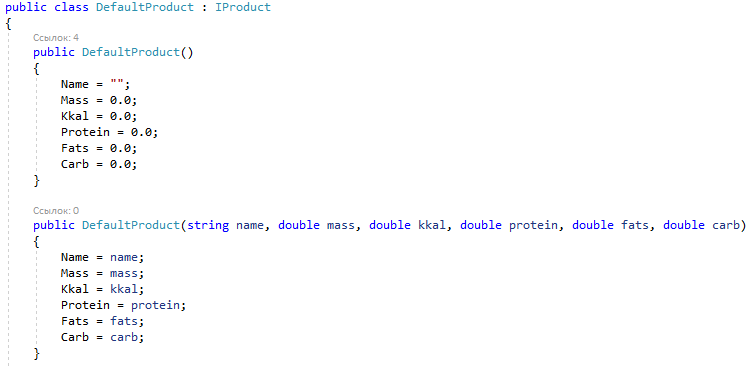 public class DefaultProduct : IProduct
{
Ссылок: 4
public DefaultProduct()
{
Name = "";
Mass = 0.0;
Kkal = 0.0;
Protein = 0.0;
Fats = 0.0;
Carb = 0.0;
}
Ссылок: 0
public DefaultProduct(string name, double mass, double kkal, double protein, double fats, double carb)
{
Name = name;
Mass = mass;
Kkal = kkal;
Protein = protein;
Fats = fats;
Carb = carb;
}